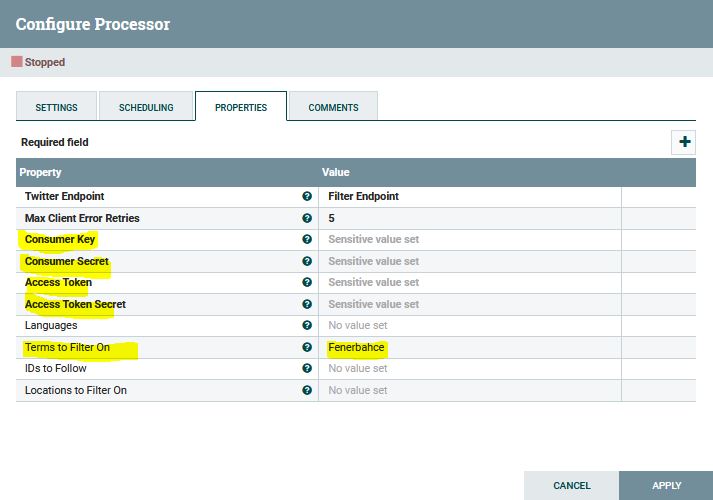 Configure Processor
Stopped
SETTINGS SCHEDULING PROPERTIES COMMENTS
Required field
Property Value
Twitter Endpoint Filter Endpoint
Max Client Error Retries 5
Consumer Key Sensitive value set
Consumer Secret Sensitive value set
Access Token Sensitive value set
Access Token Secret Sensitive value set
Languages No value set
Terms to Filter On Fenerbahce
IDs to Follow No value set
Locations to Filter On No value set
CANCEL APPLY